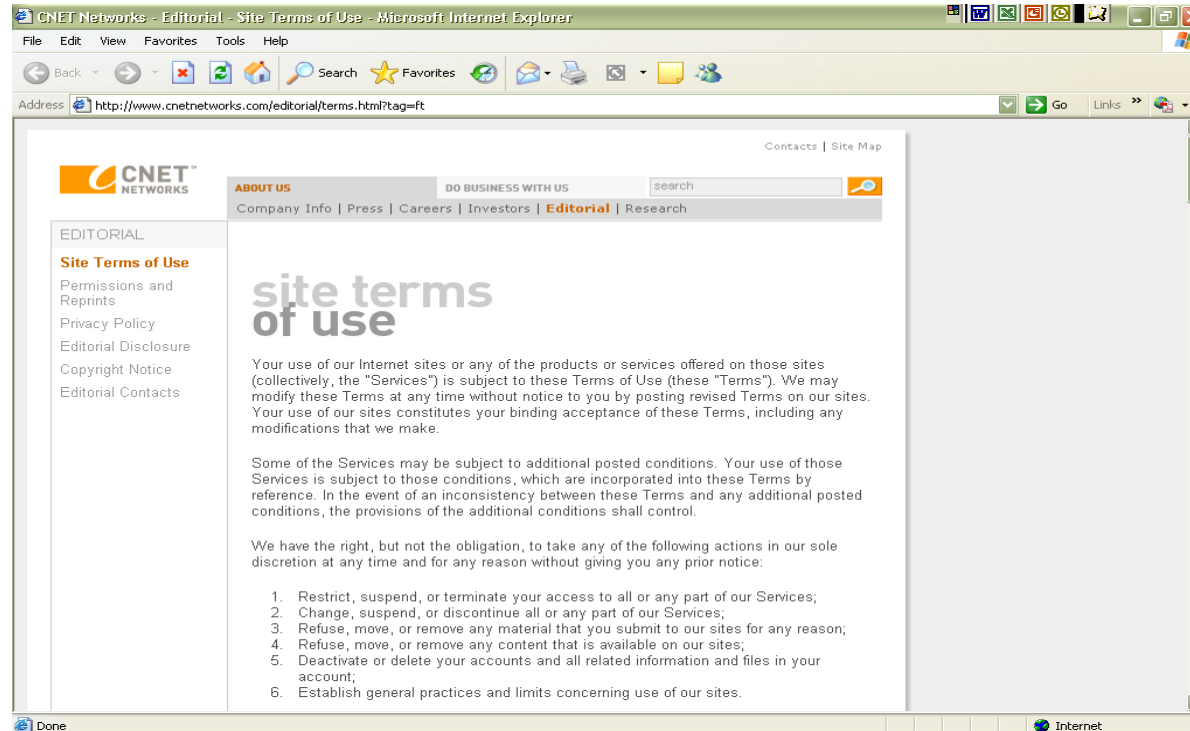 CNET Networks - Editorial - Site Terms of Use - Microsoft Internet Explorer
File Edit View Favorites Tools Help
Back Search Favorites
Address http://www.cnetnetworks.com/editorial/terms.html?tag=ft Go Links »
Contacts | Site Map
CNET™
NETWORKS
ABOUT US DO BUSINESS WITH US search
Company Info | Press | Careers | Investors | Editorial | Research
EDITORIAL
Site Terms of Use
Permissions and
Reprints
Privacy Policy
Editorial Disclosure
Copyright Notice
Editorial Contacts
site terms
of use
Your use of our Internet sites or any of the products or services offered on those sites
(collectively, the "Services") is subject to these Terms of Use (these "Terms"). We may
modify these Terms at any time without notice to you by posting revised Terms on our sites.
Your use of our sites constitutes your binding acceptance of these Terms, including any
modifications that we make.
Some of the Services may be subject to additional posted conditions. Your use of those
Services is subject to those conditions, which are incorporated into these Terms by
reference. In the event of an inconsistency between these Terms and any additional posted
conditions, the provisions of the additional conditions shall control.
We have the right, but not the obligation, to take any of the following actions in our sole
discretion at any time and for any reason without giving you any prior notice:
1. Restrict, suspend, or terminate your access to all or any part of our Services;
2. Change, suspend, or discontinue all or any part of our Services;
3. Refuse, move, or remove any material that you submit to our sites for any reason;
4. Refuse, move, or remove any content that is available on our sites;
5. Deactivate or delete your accounts and all related information and files in your
account;
6. Establish general practices and limits concerning use of our sites.
Done Internet